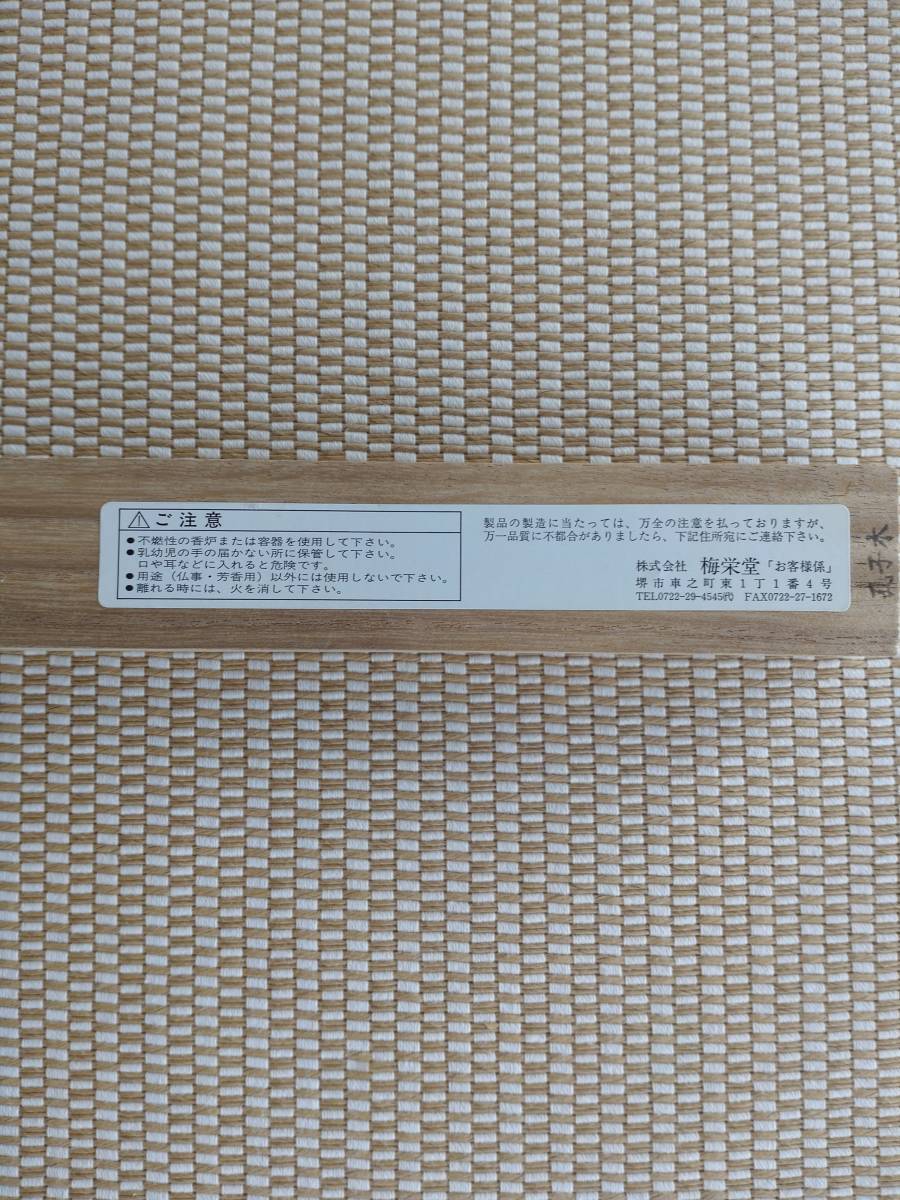 ⚠ ご注意
●不燃性の香炉または容器を使用して下さい。
●乳幼児の手の届かない所に保管して下さい。
口や耳などに入れると危険です。
●用途（仏事・芳香用）以外には使用しないで下さい。
●離れる時には、火を消して下さい。
製品の製造に当たっては、万全の注意を払っておりますが、
万一品質に不都合がありましたら、下記住所宛にご連絡下さい。
株式会社 梅栄堂「お客様係」
堺市車之町東1丁1番4号
TEL0722-29-4545代 FAX0722-27-1672